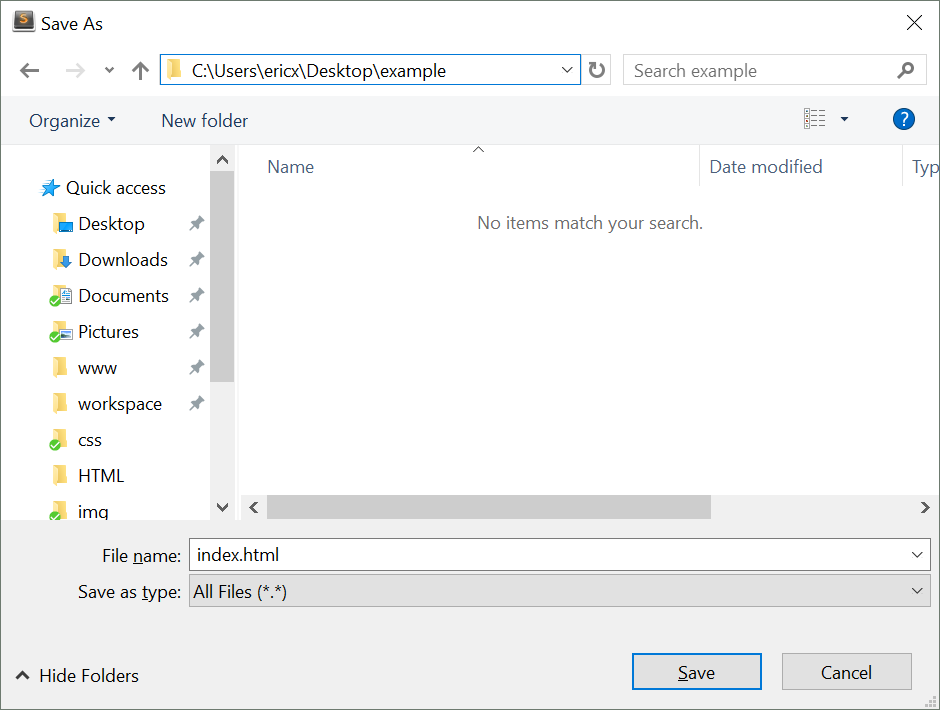 Save As
C:\Users\ericx\Desktop\example
Search example
Organize
New folder
?
Name
Date modified
Typ
No items match your search.
Quick access
Desktop
Downloads
Documents
Pictures
www
workspace
css
HTML
img
File name: index.html
Save as type: All Files (*.*)
Hide Folders
Save
Cancel